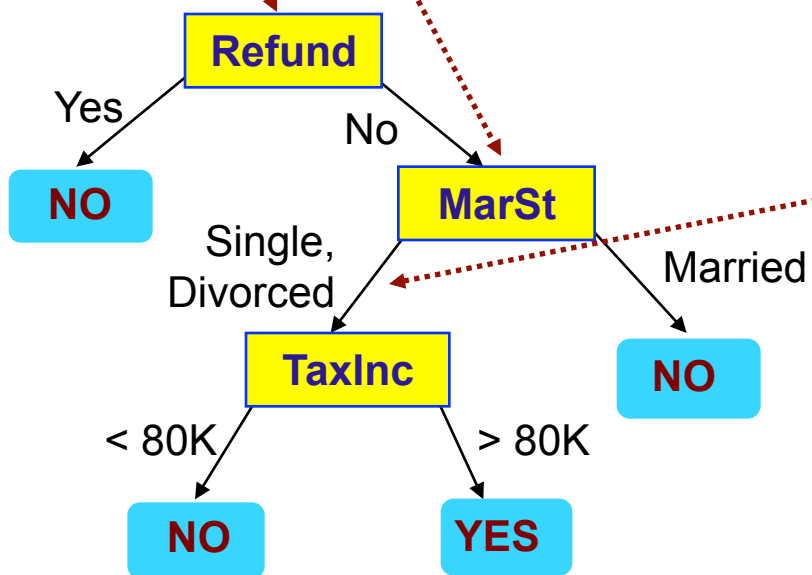 Refund
Yes
No
NO
MarSt
Single,
Divorced
Married
TaxInc
NO
< 80K
> 80K
NO
YES